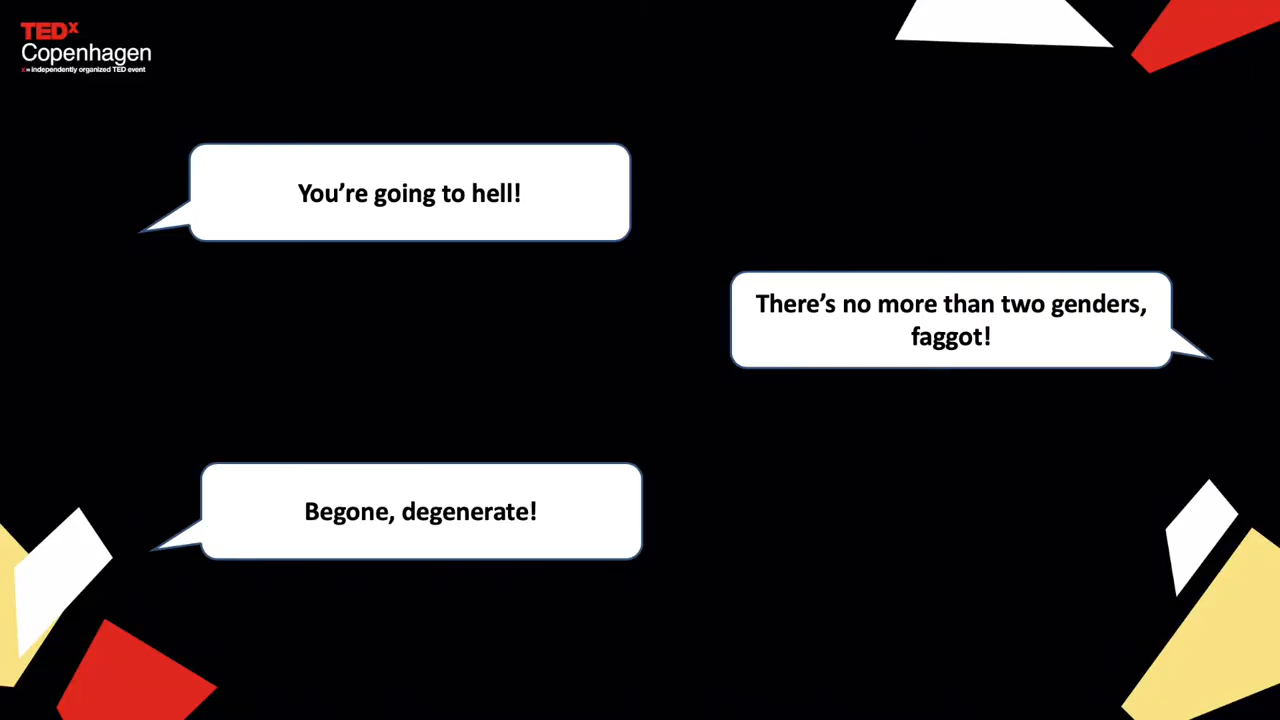 TEDx
Copenhagen
x = independently organized TED event
You’re going to hell!
There’s no more than two genders,
faggot!
Begone, degenerate!